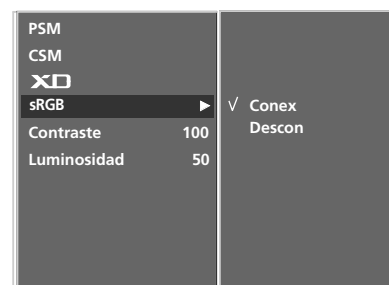 PSM
CSM
XD
sRGB ▶
Contraste 100
Luminosidad 50
√ Conex
Descon